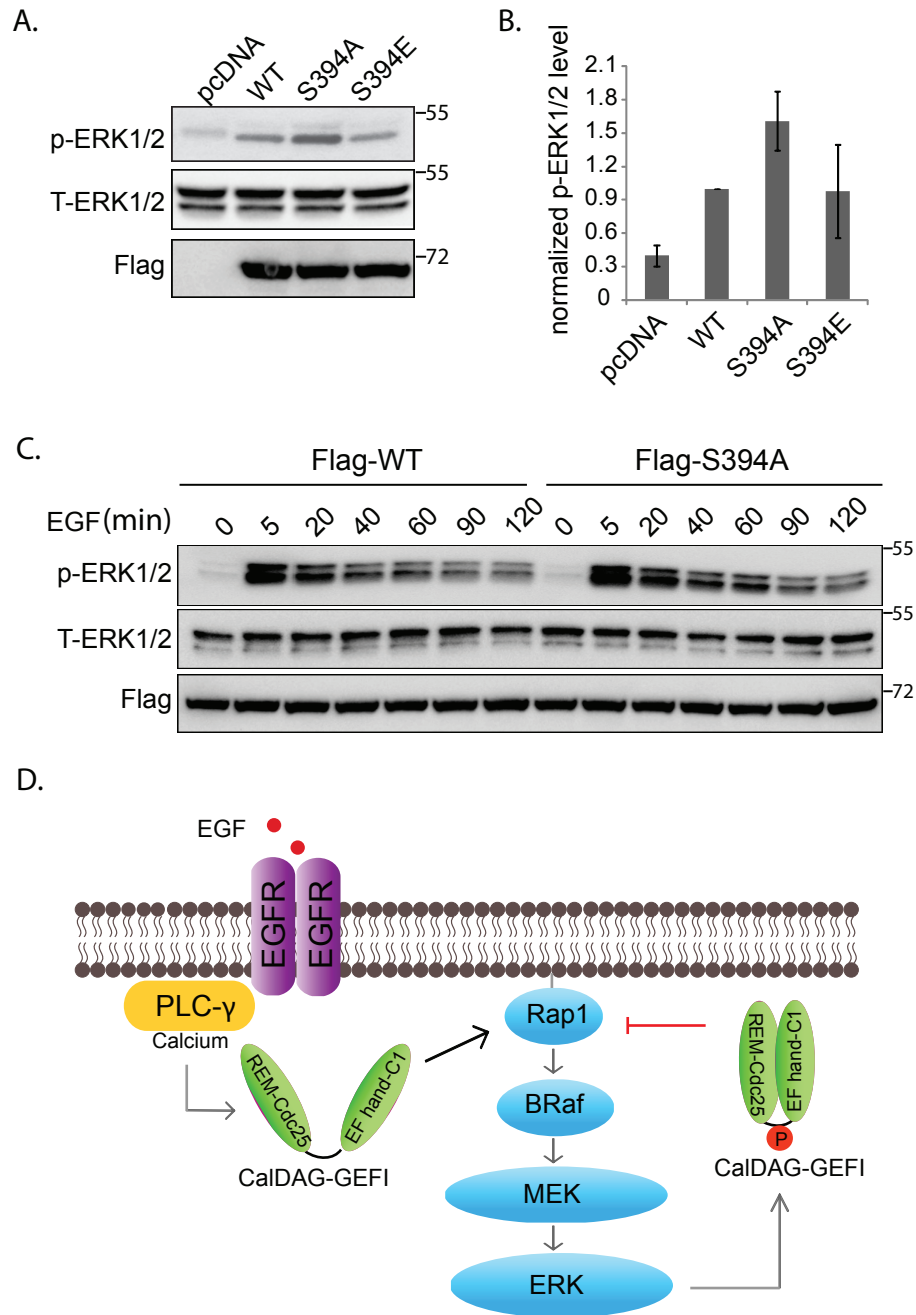 A.
pcDNA WT S394A S394E
p-ERK1/2 –55
T-ERK1/2 –55
Flag –72
B.
normalized p-ERK1/2 level
2.1
1.8
1.5
1.2
0.9
0.6
0.3
0
pcDNA WT S394A S394E
C.
Flag-WT Flag-S394A
EGF(min) 0 5 20 40 60 90 120 0 5 20 40 60 90 120
p-ERK1/2 –55
T-ERK1/2 –55
Flag –72
D.
EGF
EGFR EGFR
PLC-γ
Calcium
REM-Cdc25 EF hand-C1
CalDAG-GEFI
Rap1
BRaf
MEK
ERK
REM-Cdc25 EF hand-C1
P
CalDAG-GEFI